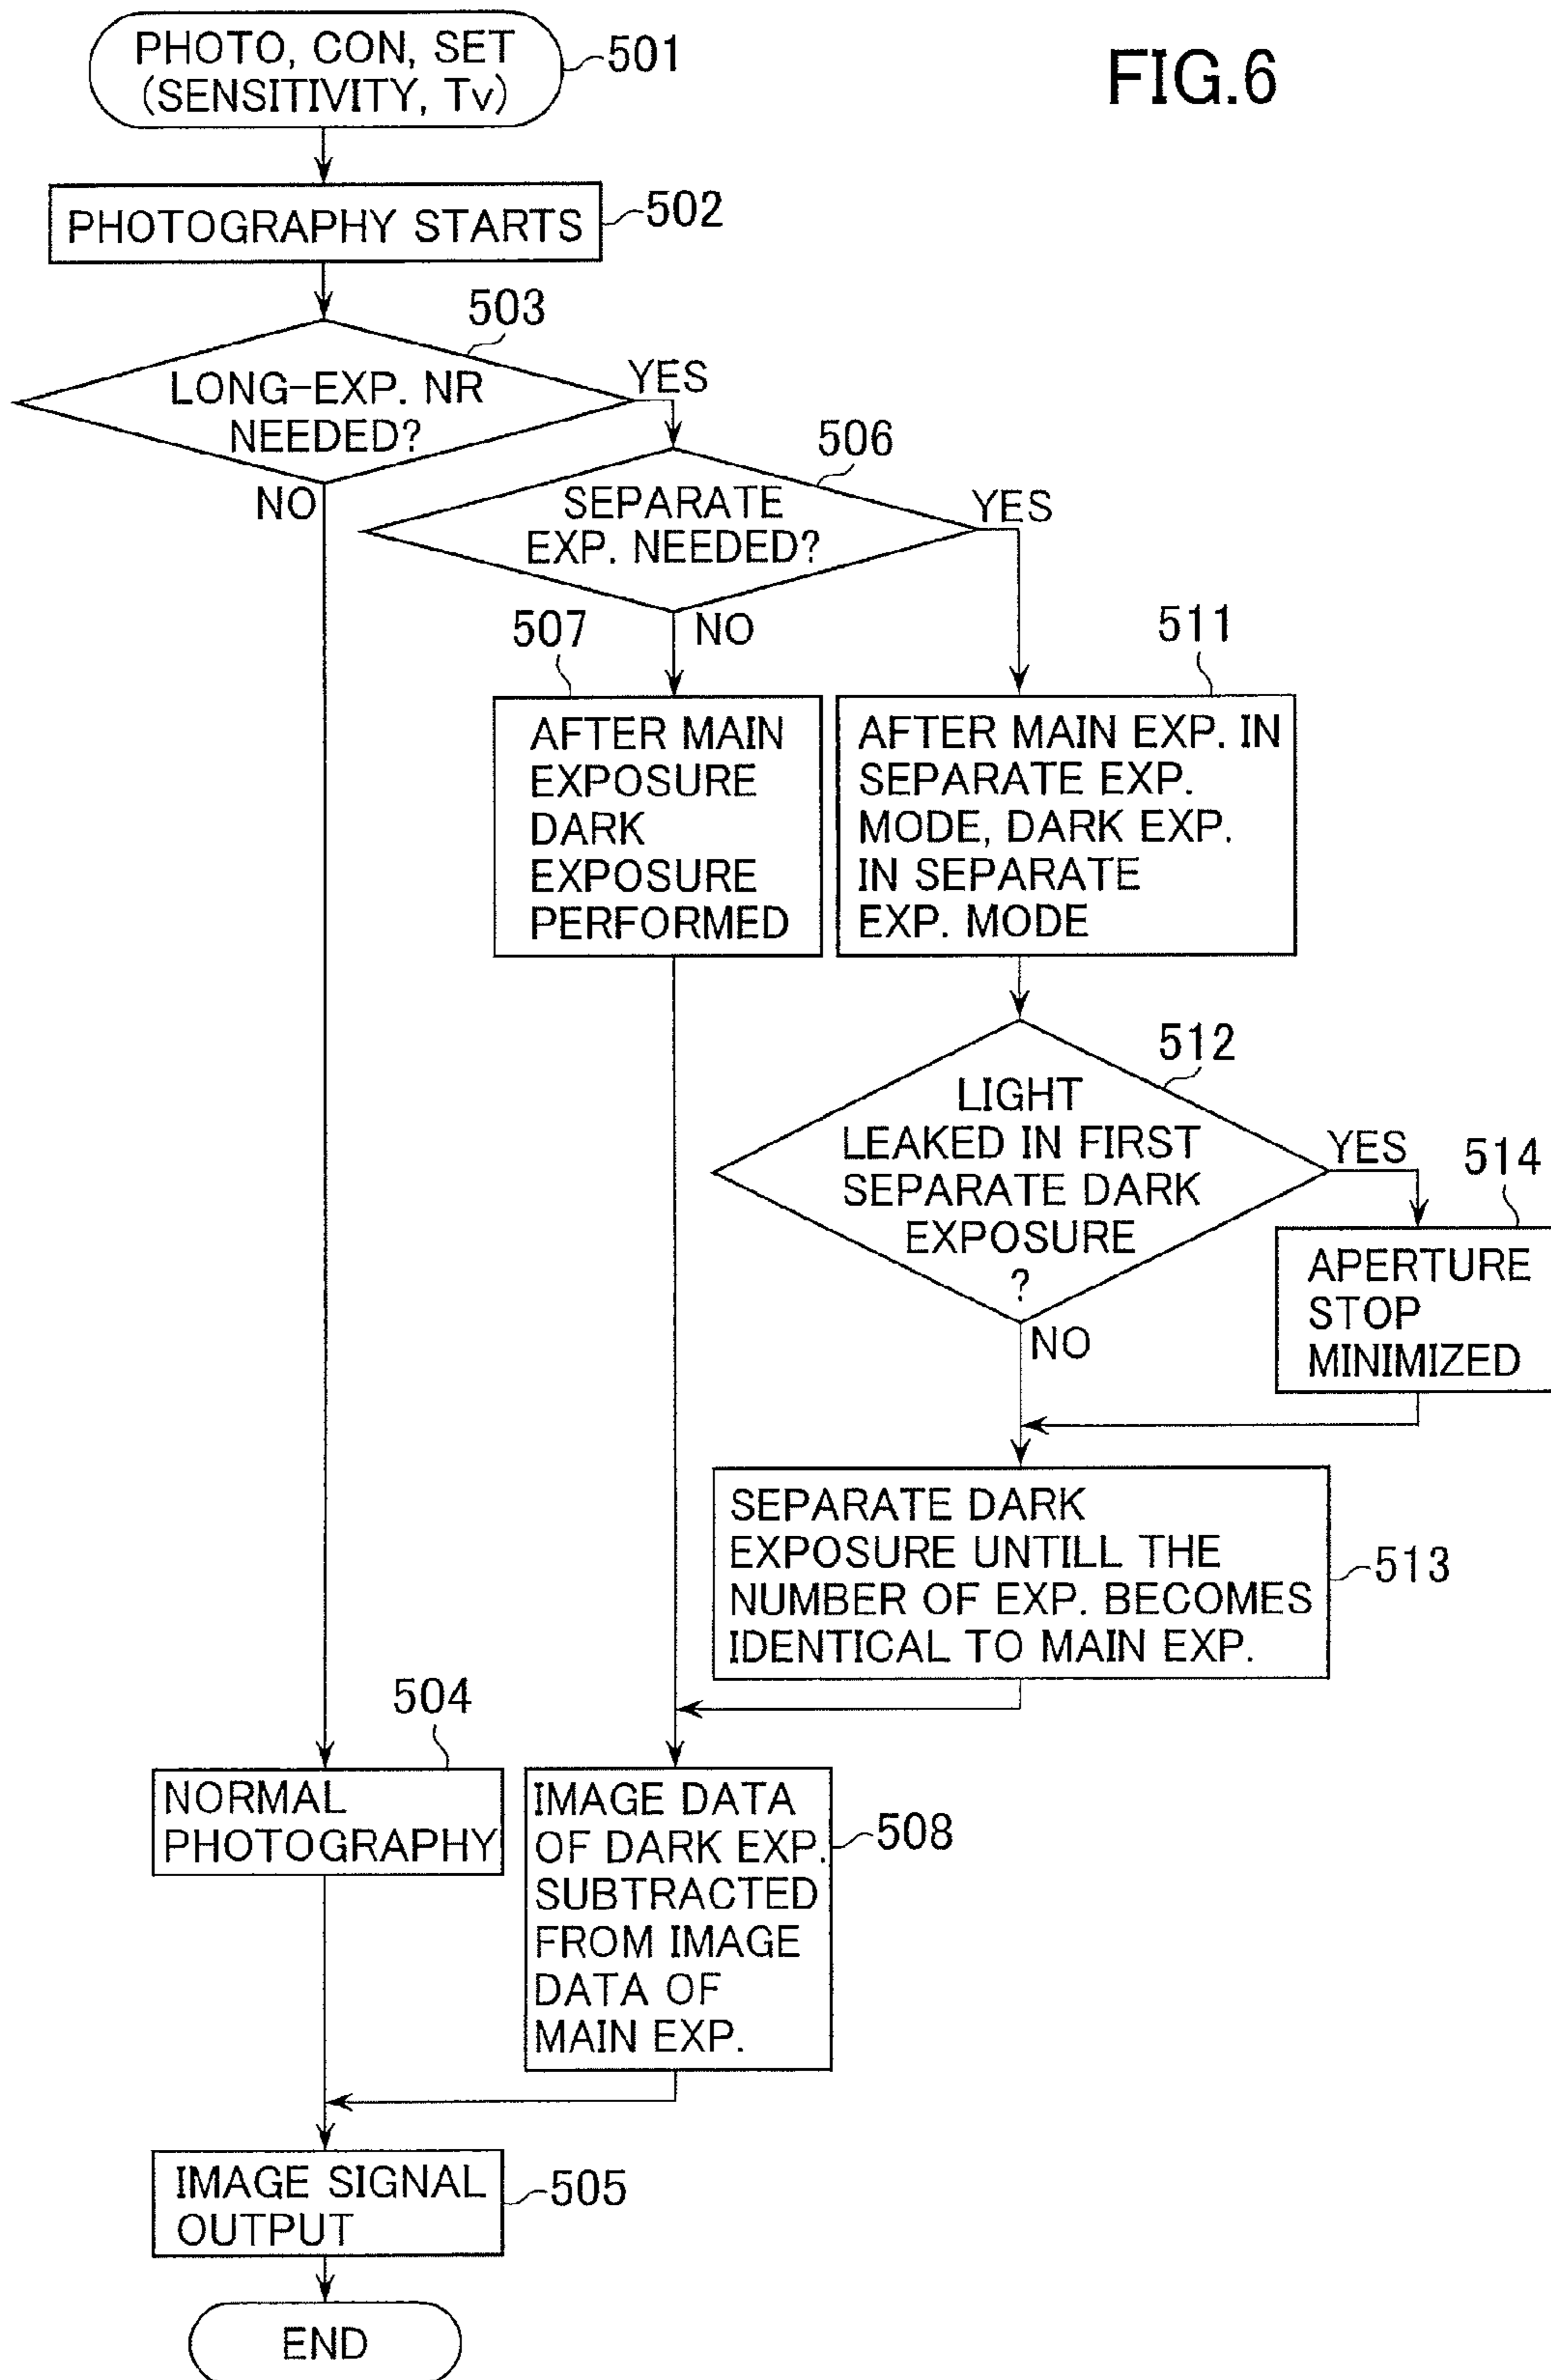 FIG.6
PHOTO, CON, SET
(SENSITIVITY, Tv)
501
PHOTOGRAPHY STARTS
502
503
LONG-EXP. NR
NEEDED?
YES
NO
506
SEPARATE
EXP. NEEDED?
YES
NO
507
AFTER MAIN
EXPOSURE
DARK
EXPOSURE
PERFORMED
511
AFTER MAIN EXP. IN
SEPARATE EXP.
MODE, DARK EXP.
IN SEPARATE
EXP. MODE
512
LIGHT
LEAKED IN FIRST
SEPARATE DARK
EXPOSURE
?
YES
NO
514
APERTURE
STOP
MINIMIZED
SEPARATE DARK
EXPOSURE UNTILL THE
NUMBER OF EXP. BECOMES
IDENTICAL TO MAIN EXP.
513
504
NORMAL
PHOTOGRAPHY
IMAGE DATA
OF DARK EXP.
SUBTRACTED
FROM IMAGE
DATA OF
MAIN EXP.
508
IMAGE SIGNAL
OUTPUT
505
END